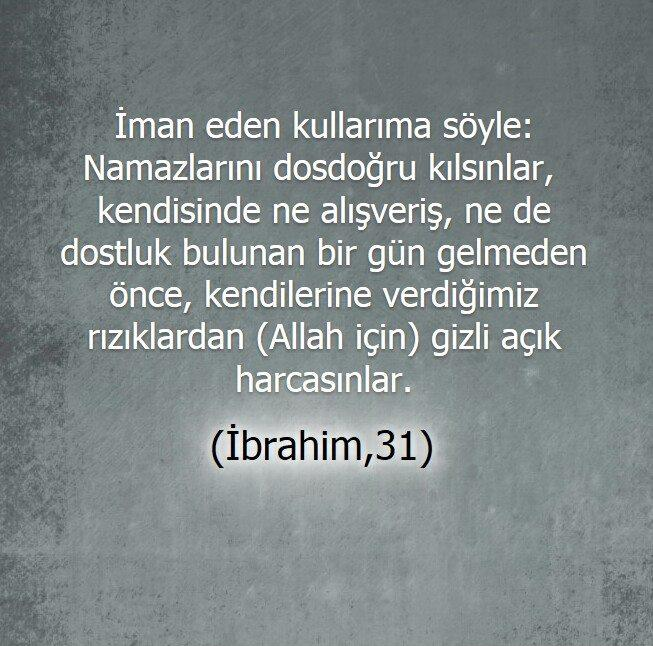 İman eden kullarıma söyle:
Namazlarını dosdoğru kılsınlar,
kendisinde ne alışveriş, ne de
dostluk bulunan bir gün gelmeden
önce, kendilerine verdiğimiz
rızıklardan (Allah için) gizli açık
harcasınlar.
(İbrahim,31)